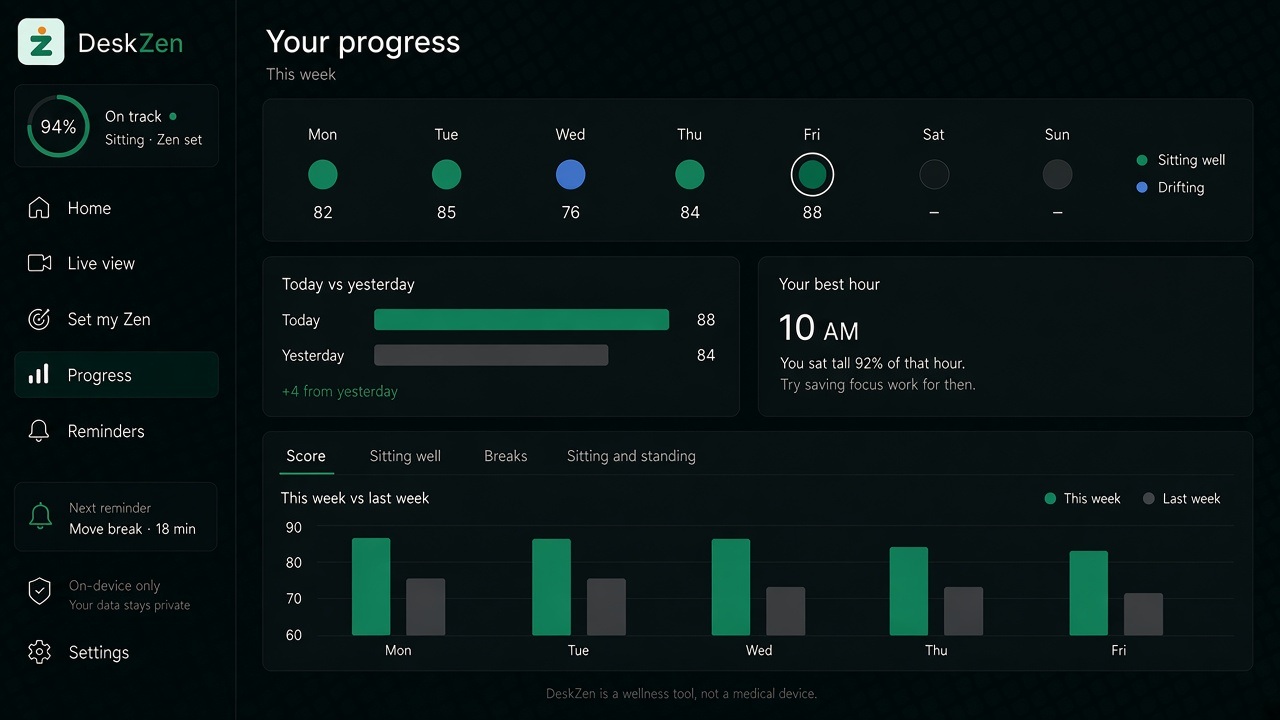 DeskZen
94%
On track
Sitting · Zen set
Home
Live view
Set my Zen
Progress
Reminders
Next reminder
Move break · 18 min
On-device only
Your data stays private
Settings
Your progress
This week
Mon Tue Wed Thu Fri Sat Sun
82 85 76 84 88 – –
Sitting well
Drifting
Today vs yesterday
Today 88
Yesterday 84
+4 from yesterday
Your best hour
10 AM
You sat tall 92% of that hour.
Try saving focus work for then.
Score Sitting well Breaks Sitting and standing
This week vs last week
This week Last week
90
80
70
60
Mon Tue Wed Thu Fri
DeskZen is a wellness tool, not a medical device.